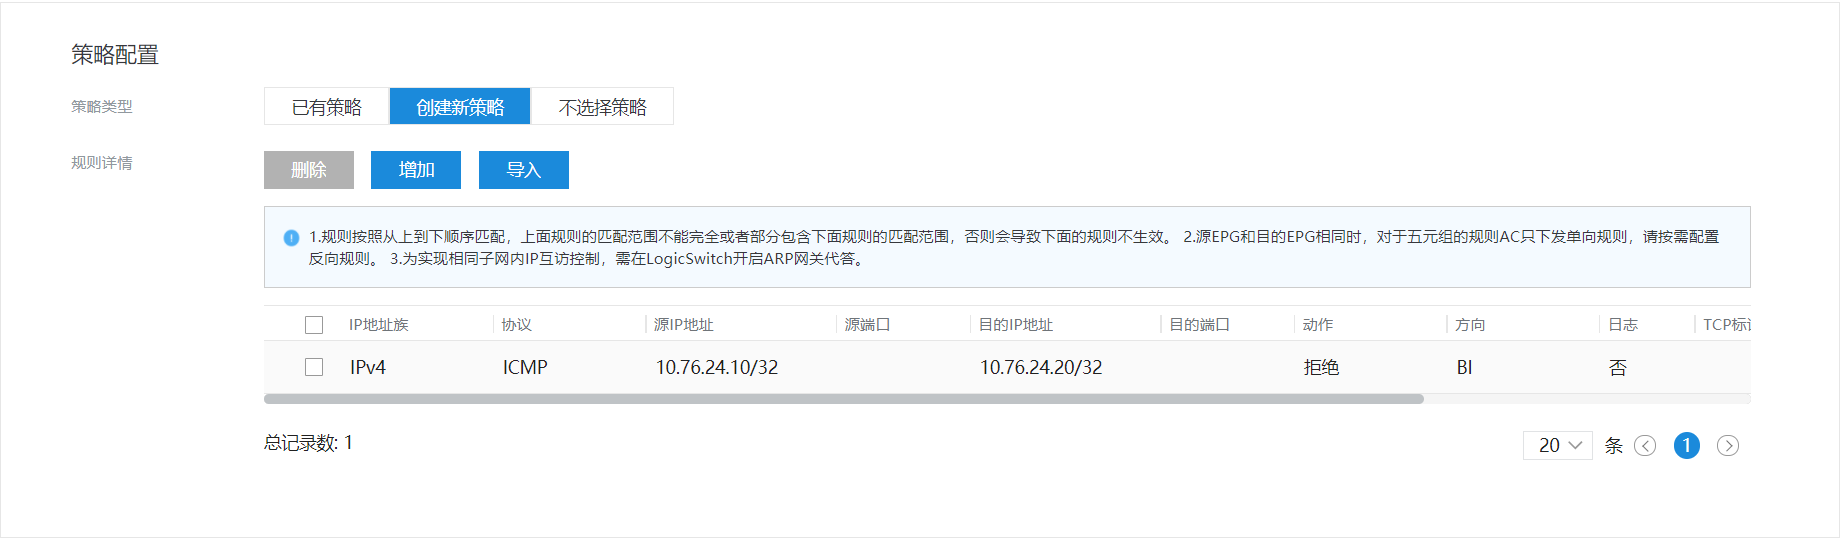 策略配置
策略类型 已有策略 创建新策略 不选择策略
规则详情 删除 增加 导入
1.规则按照从上到下顺序匹配，上面规则的匹配范围不能完全或者部分包含下面规则的匹配范围，否则会导致下面的规则不生效。 2.源EPG和目的EPG相同时，对于五元组的规则AC只下发单向规则，请按需配置
反向规则。 3.为实现相同子网内IP互访控制，需在LogicSwitch开启ARP网关代答。
IP地址族 协议 源IP地址 源端口 目的IP地址 目的端口 动作 方向 日志 TCP标
IPv4 ICMP 10.76.24.10/32 10.76.24.20/32 拒绝 BI 否
总记录数: 1 20 条 1